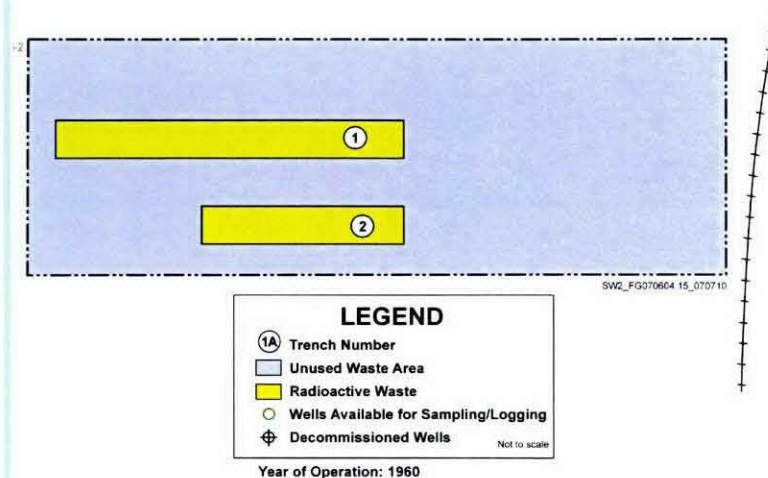 1
2
SW2_FG070604.15_070710
LEGEND
1A Trench Number
Unused Waste Area
Radioactive Waste
Wells Available for Sampling/Logging
Decommissioned Wells
Not to scale
Year of Operation: 1960